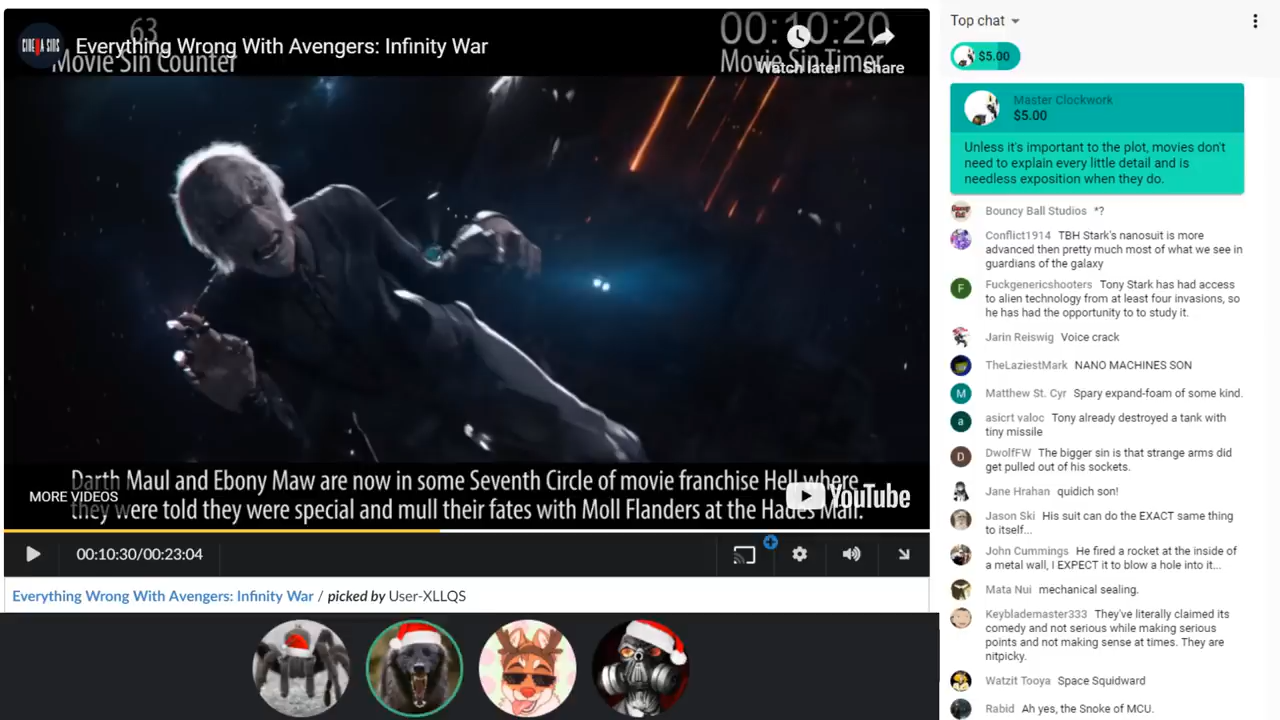 63
Movie Sin Counter
CINEMA SINS
Everything Wrong With Avengers: Infinity War
00:10:20
Movie Sin Timer
Watch later
Share
Darth Maul and Ebony Maw are now in some Seventh Circle of movie franchise Hell where
they were told they were special and mull their fates with Moll Flanders at the Hades Mall.
MORE VIDEOS
YouTube
00:10:30/00:23:04
Everything Wrong With Avengers: Infinity War / picked by User-XLLQS
Top chat
$5.00
Master Clockwork
$5.00
Unless it's important to the plot, movies don't
need to explain every little detail and is
needless exposition when they do.
Bouncy Ball Studios *?
Conflict1914 TBH Stark's nanosuit is more
advanced then pretty much most of what we see in
guardians of the galaxy
F
Fuckgenericshooters Tony Stark has had access
to alien technology from at least four invasions, so
he has had the opportunity to to study it.
Jarin Reiswig Voice crack
TheLaziestMark NANO MACHINES SON
M
Matthew St. Cyr Spary expand-foam of some kind.
a
asicrt valoc Tony already destroyed a tank with
tiny missile
D
DwolfFW The bigger sin is that strange arms did
get pulled out of his sockets.
Jane Hrahan quidich son!
Jason Ski His suit can do the EXACT same thing
to itself...
John Cummings He fired a rocket at the inside of
a metal wall, I EXPECT it to blow a hole into it...
Mata Nui mechanical sealing.
Keyblademaster333 They've literally claimed its
comedy and not serious while making serious
points and not making sense at times. They are
nitpicky.
Watzit Tooya Space Squidward
Rabid Ah yes, the Snoke of MCU.